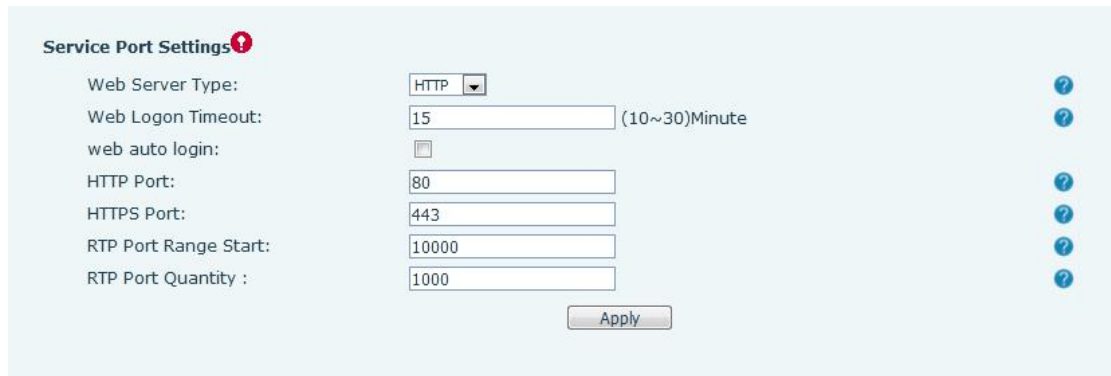 Service Port Settings
Web Server Type: HTTP
Web Logon Timeout: 15 (10~30)Minute
web auto login:
HTTP Port: 80
HTTPS Port: 443
RTP Port Range Start: 10000
RTP Port Quantity : 1000
Apply